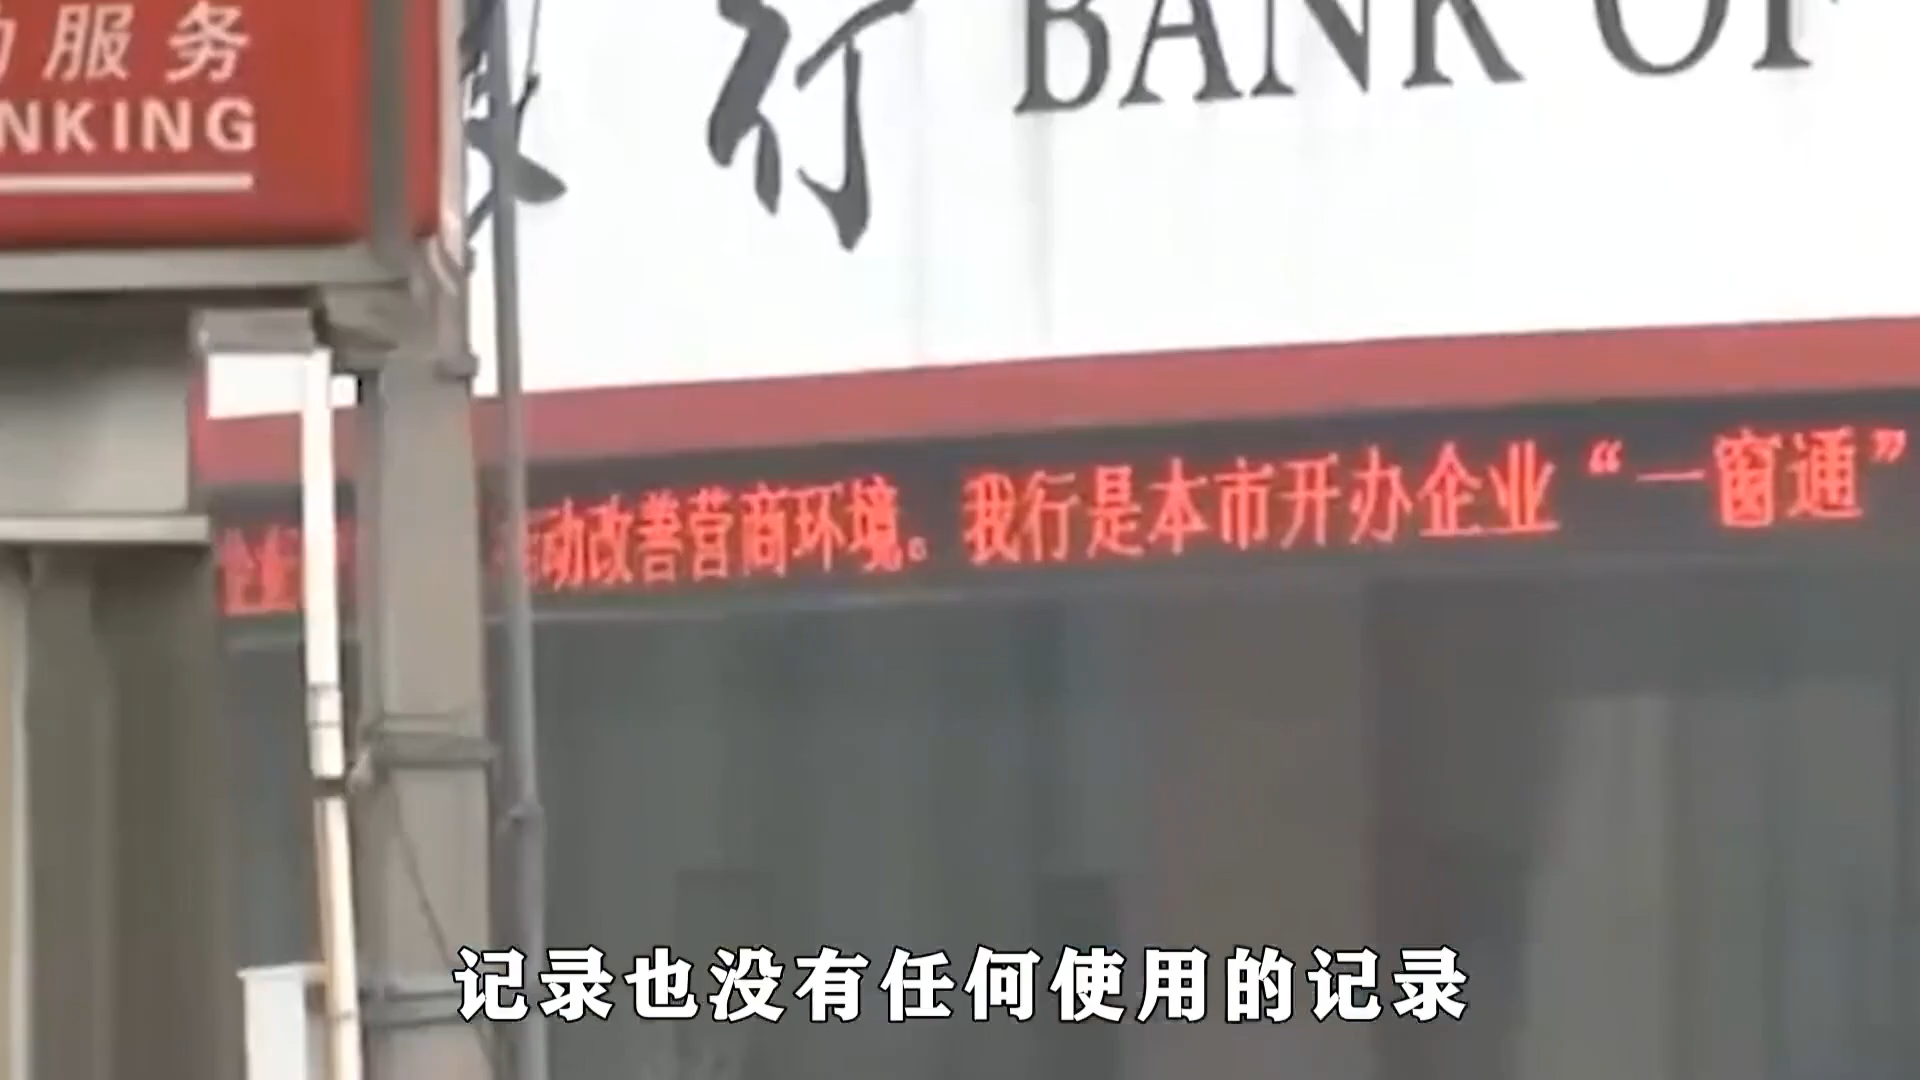 服务
NKING
行 BANK OF
动改善营商环境。我行是本市开办企业“一窗通”
记录也没有任何使用的记录